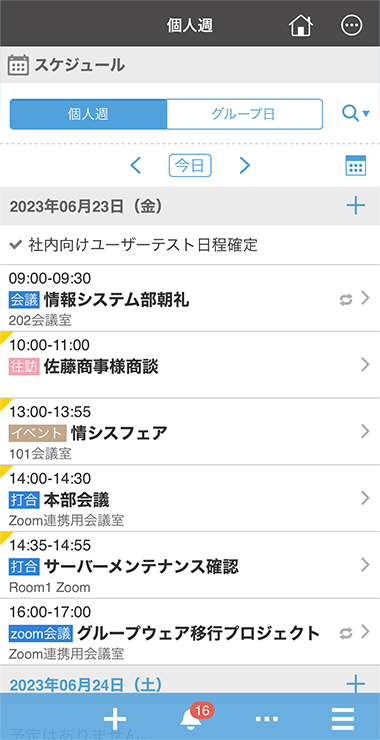 個人週
スケジュール
個人週 グループ日
今日
2023年06月23日（金）
社内向けユーザーテスト日程確定
09:00-09:30
会議 情報システム部朝礼
202会議室
10:00-11:00
往訪 佐藤商事様商談
13:00-13:55
イベント 情シスフェア
101会議室
14:00-14:30
打合 本部会議
Zoom連携用会議室
14:35-14:55
打合 サーバーメンテナンス確認
Room1 Zoom
16:00-17:00
zoom会議 グループウェア移行プロジェクト
Zoom連携用会議室
2023年06月24日（土）
16
予定はありません。